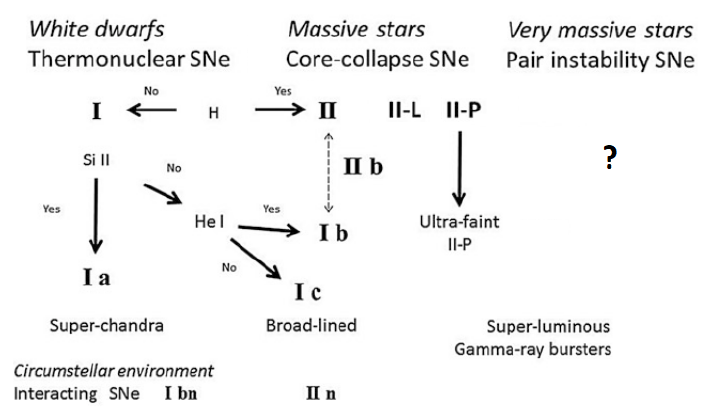 White dwarfs
Thermonuclear SNe
Massive stars
Core-collapse SNe
Very massive stars
Pair instability SNe
No
Yes
I
H
II
II-L
II-P
Si II
No
II b
?
Yes
He I
Yes
I b
Ultra-faint
II-P
No
I a
I c
Super-chandra
Broad-lined
Super-luminous
Gamma-ray bursters
Circumstellar environment
Interacting SNe
I bn
II n